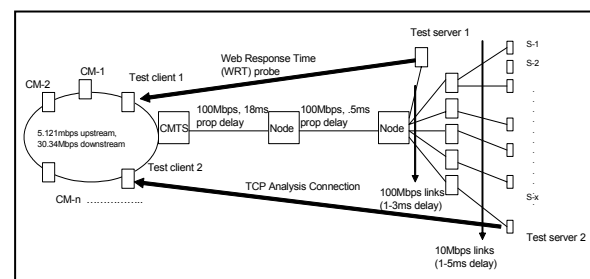 Test server 1
S-1
S-2
Web Response Time
(WRT) probe
CM-1
Test client 1
CM-2
5.121mbps upstream,
30.34Mbps downstream
CMTS
100Mbps, 18ms
prop delay
Node
100Mbps, .5ms
prop delay
Node
Test client 2
CM-n ..................
TCP Analysis Connection
100Mbps links
(1-3ms delay)
S-x
Test server 2
10Mbps links
(1-5ms delay)